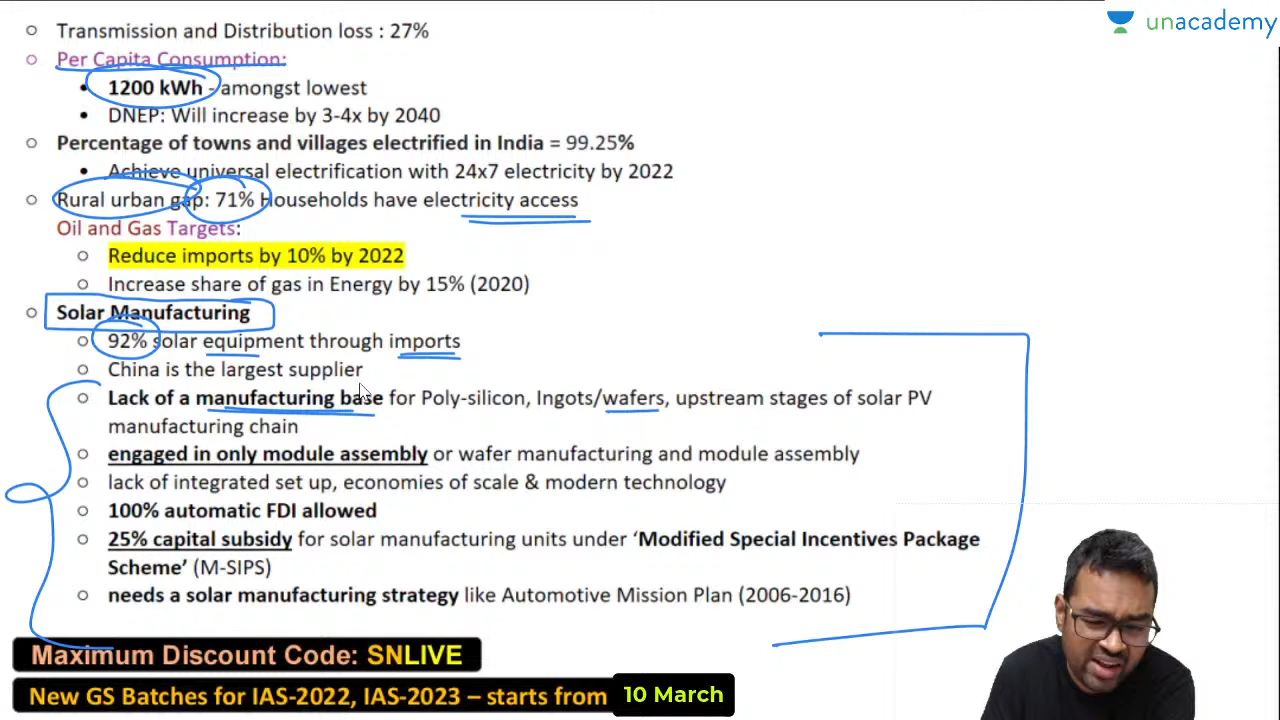 unacademy
Transmission and Distribution loss : 27%
Per Capita Consumption:
1200 kWh - amongst lowest
DNEP: Will increase by 3-4x by 2040
Percentage of towns and villages electrified in India = 99.25%
Achieve universal electrification with 24x7 electricity by 2022
Rural urban gap: 71% Households have electricity access
Oil and Gas Targets:
Reduce imports by 10% by 2022
Increase share of gas in Energy by 15% (2020)
Solar Manufacturing
92% solar equipment through imports
China is the largest supplier
Lack of a manufacturing base for Poly-silicon, Ingots/wafers, upstream stages of solar PV
manufacturing chain
engaged in only module assembly or wafer manufacturing and module assembly
lack of integrated set up, economies of scale & modern technology
100% automatic FDI allowed
25% capital subsidy for solar manufacturing units under ‘Modified Special Incentives Package
Scheme’ (M-SIPS)
needs a solar manufacturing strategy like Automotive Mission Plan (2006-2016)
Maximum Discount Code: SNLIVE
New GS Batches for IAS-2022, IAS-2023 – starts from 10 March